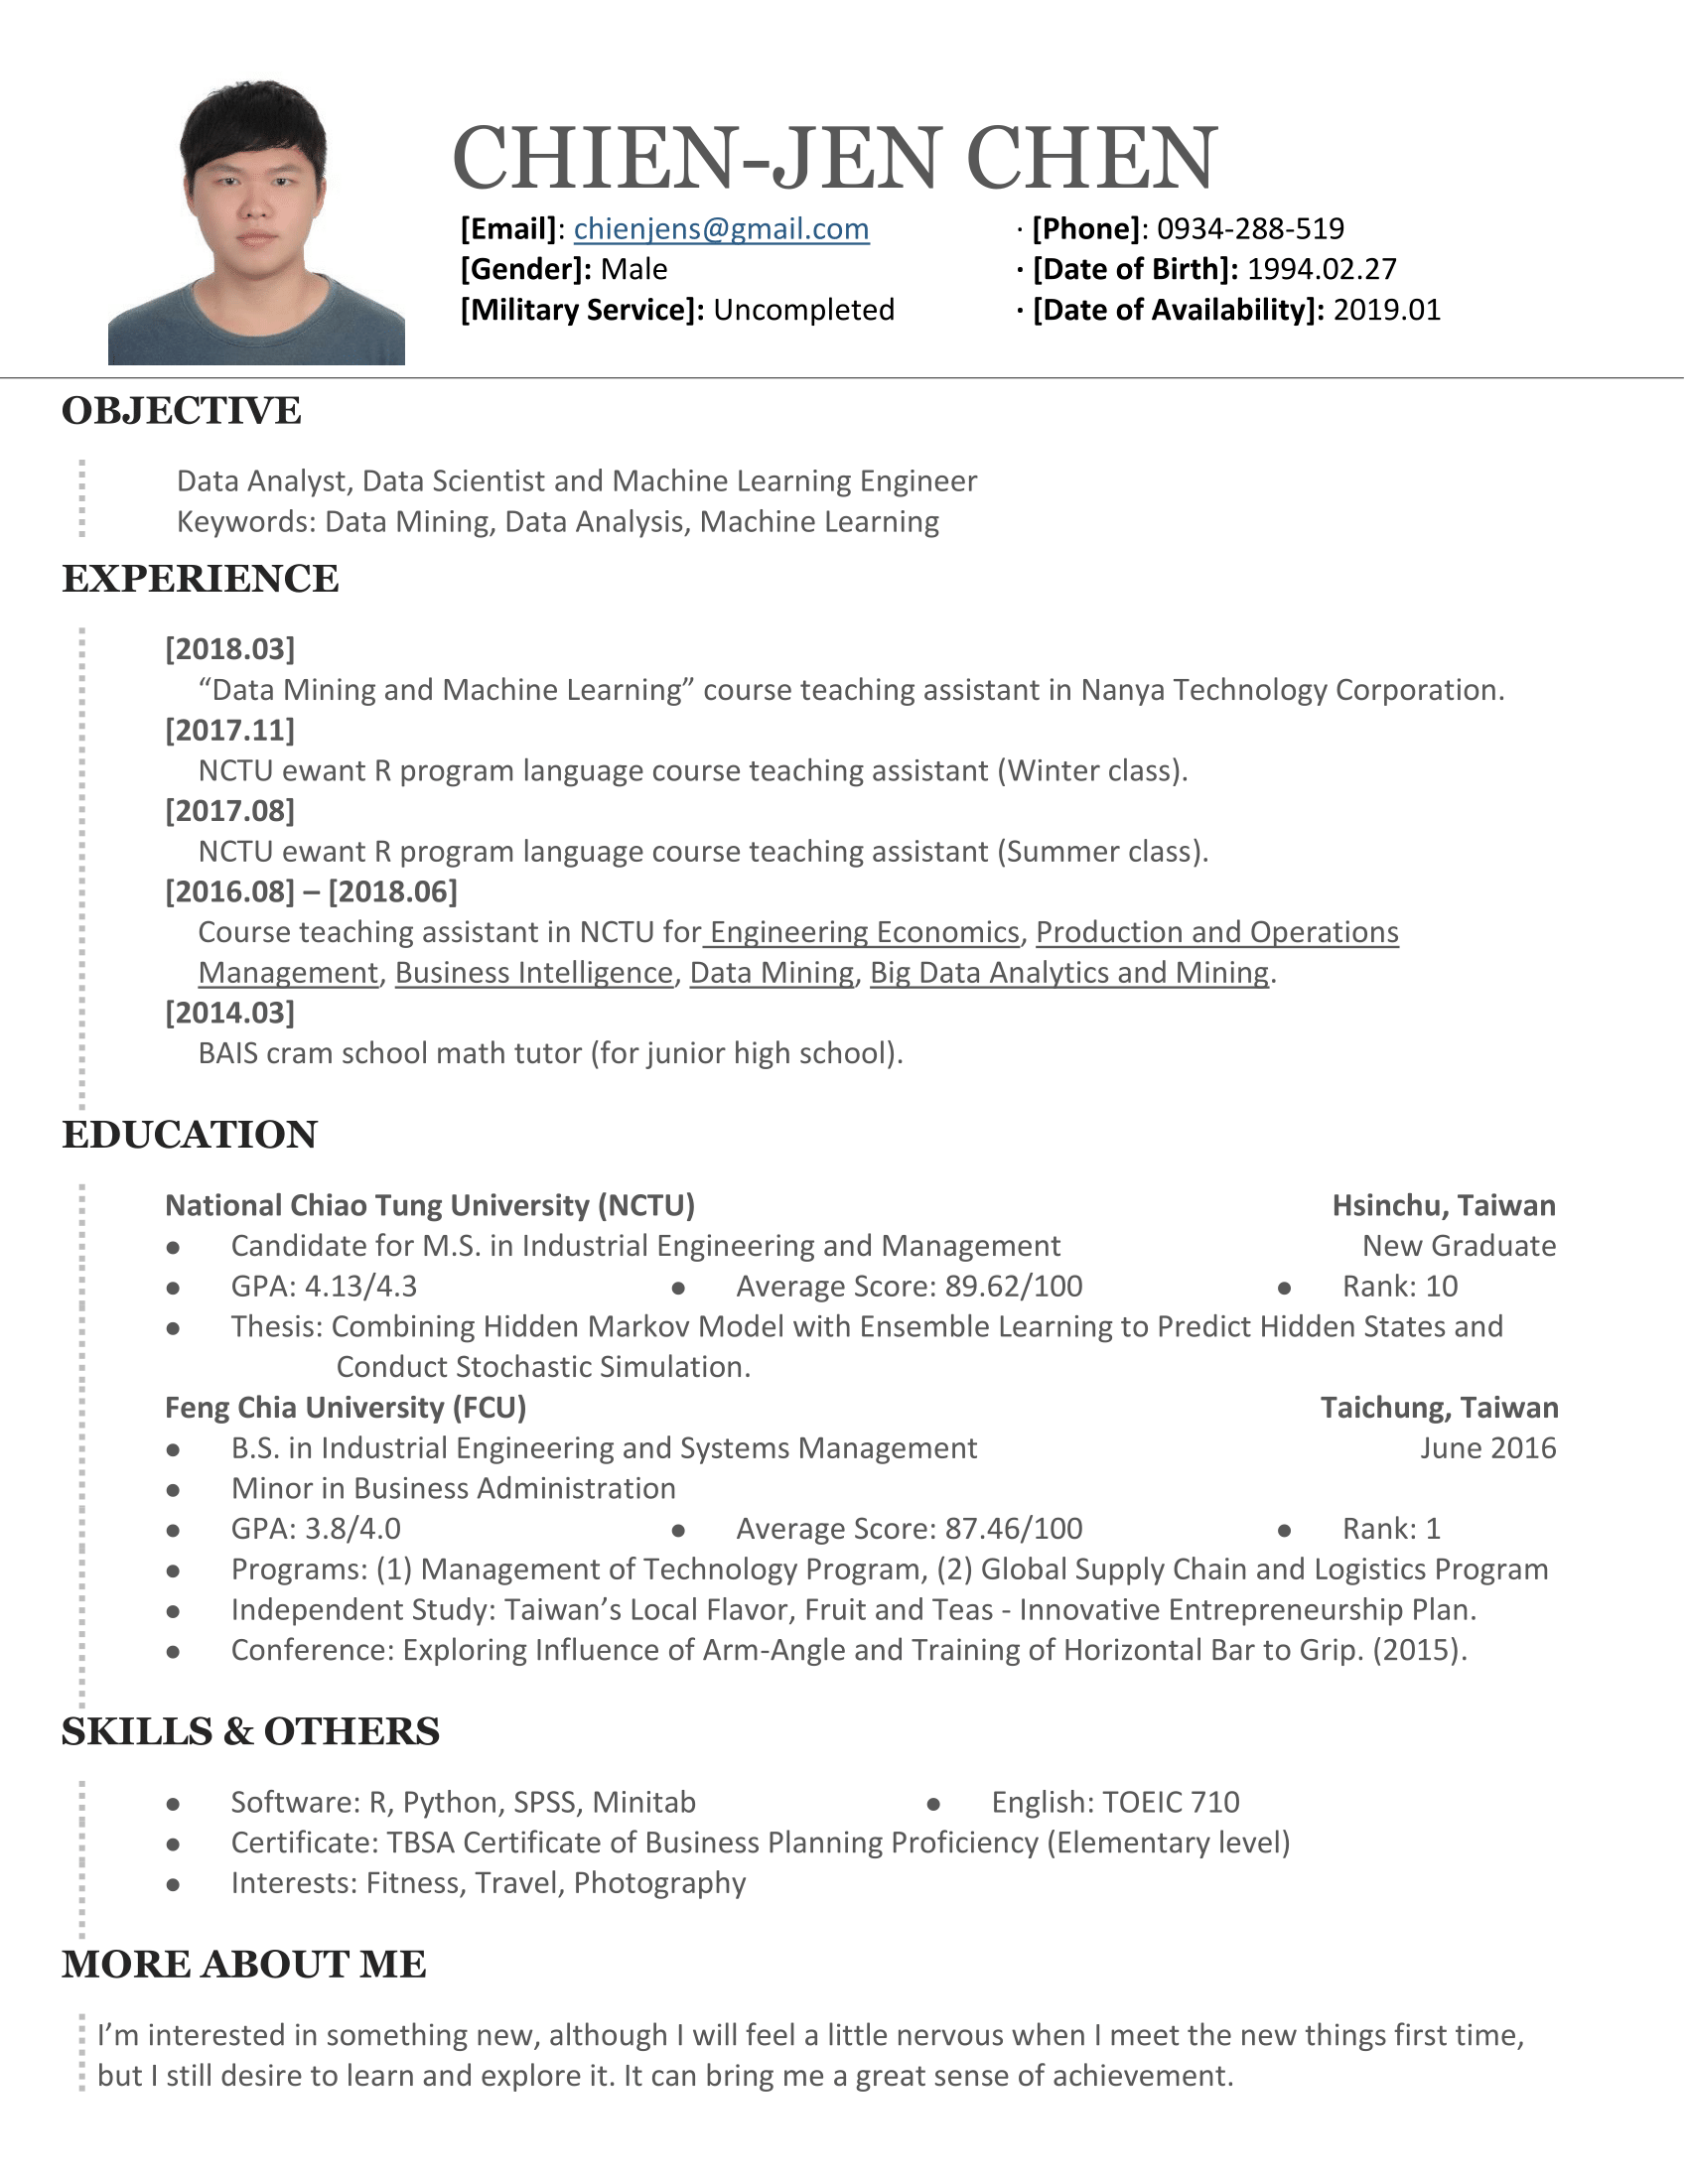 CHIEN-JEN CHEN
[Email]: chienjens@gmail.com · [Phone]: 0934-288-519
[Gender]: Male · [Date of Birth]: 1994.02.27
[Military Service]: Uncompleted · [Date of Availability]: 2019.01
OBJECTIVE
Data Analyst, Data Scientist and Machine Learning Engineer
Keywords: Data Mining, Data Analysis, Machine Learning
EXPERIENCE
[2018.03]
“Data Mining and Machine Learning” course teaching assistant in Nanya Technology Corporation.
[2017.11]
NCTU ewant R program language course teaching assistant (Winter class).
[2017.08]
NCTU ewant R program language course teaching assistant (Summer class).
[2016.08] – [2018.06]
Course teaching assistant in NCTU for Engineering Economics, Production and Operations
Management, Business Intelligence, Data Mining, Big Data Analytics and Mining.
[2014.03]
BAIS cram school math tutor (for junior high school).
EDUCATION
National Chiao Tung University (NCTU) Hsinchu, Taiwan
● Candidate for M.S. in Industrial Engineering and Management New Graduate
● GPA: 4.13/4.3 ● Average Score: 89.62/100 ● Rank: 10
● Thesis: Combining Hidden Markov Model with Ensemble Learning to Predict Hidden States and
Conduct Stochastic Simulation.
Feng Chia University (FCU) Taichung, Taiwan
● B.S. in Industrial Engineering and Systems Management June 2016
● Minor in Business Administration
● GPA: 3.8/4.0 ● Average Score: 87.46/100 ● Rank: 1
● Programs: (1) Management of Technology Program, (2) Global Supply Chain and Logistics Program
● Independent Study: Taiwan’s Local Flavor, Fruit and Teas - Innovative Entrepreneurship Plan.
● Conference: Exploring Influence of Arm-Angle and Training of Horizontal Bar to Grip. (2015).
SKILLS & OTHERS
● Software: R, Python, SPSS, Minitab ● English: TOEIC 710
● Certificate: TBSA Certificate of Business Planning Proficiency (Elementary level)
● Interests: Fitness, Travel, Photography
MORE ABOUT ME
I’m interested in something new, although I will feel a little nervous when I meet the new things first time,
but I still desire to learn and explore it. It can bring me a great sense of achievement.